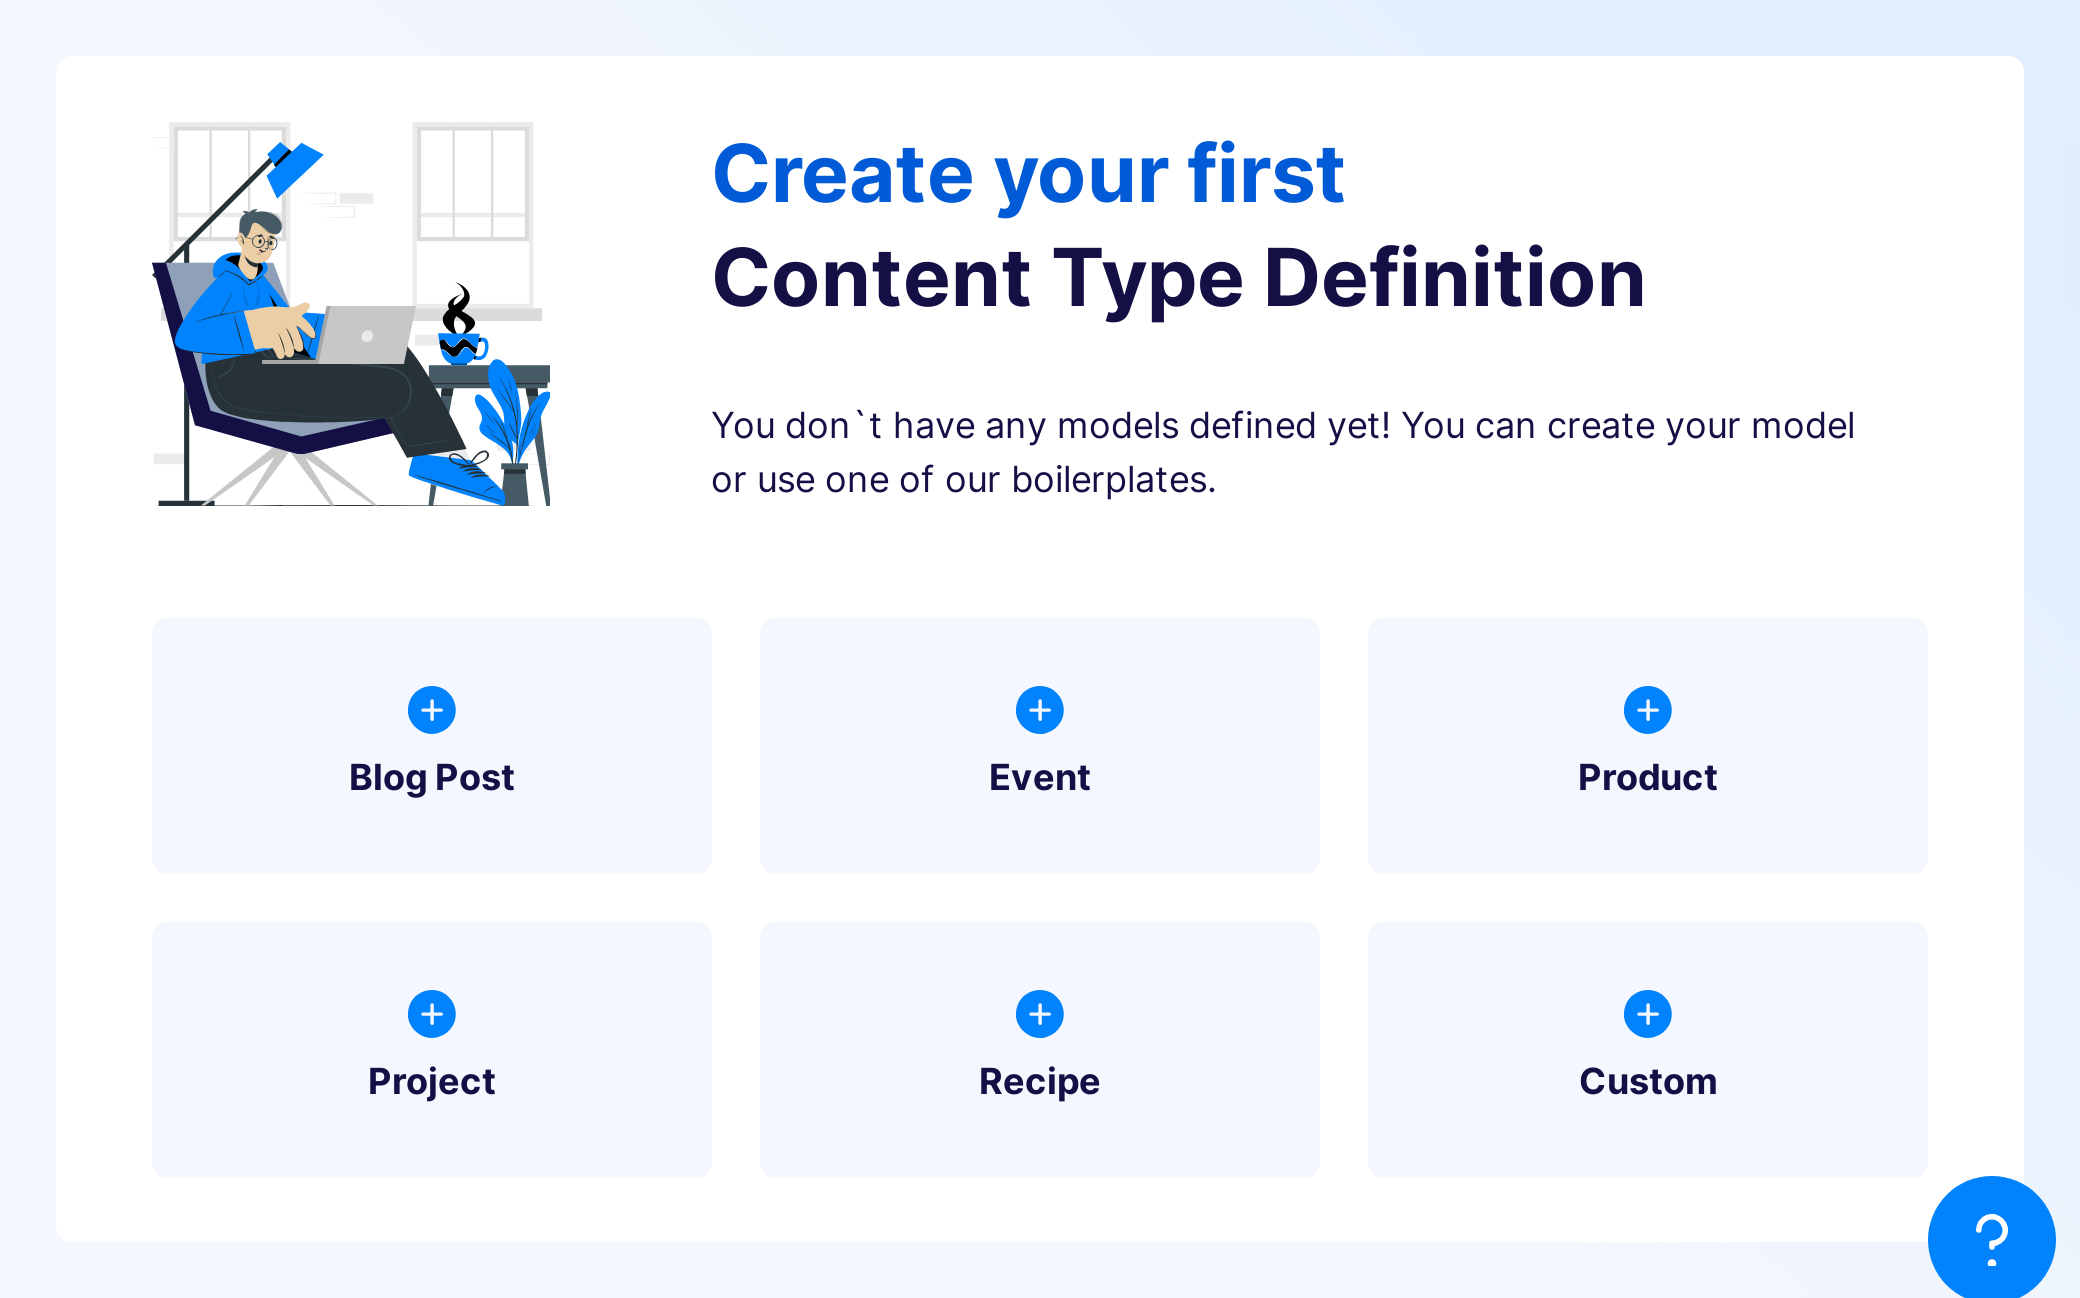 Create your first
Content Type Definition
You don`t have any models defined yet! You can create your model
or use one of our boilerplates.
Blog Post
Event
Product
Project
Recipe
Custom
?